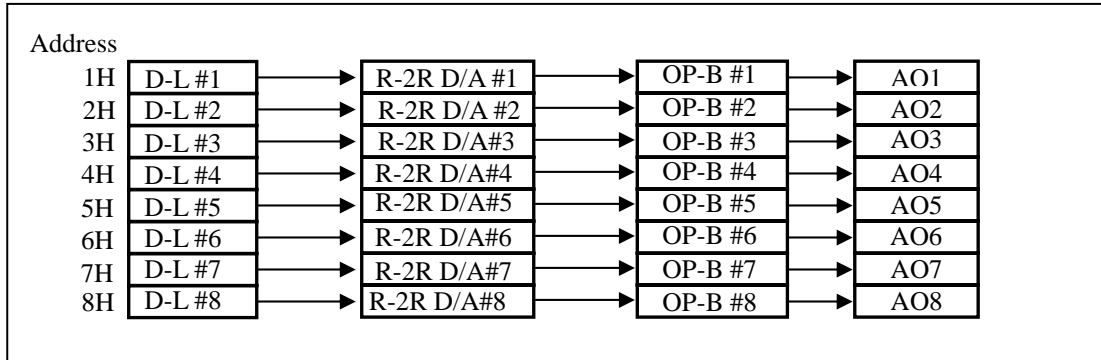 Address
1H D-L #1 R-2R D/A #1 OP-B #1 AO1
2H D-L #2 R-2R D/A #2 OP-B #2 AO2
3H D-L #3 R-2R D/A#3 OP-B #3 AO3
4H D-L #4 R-2R D/A#4 OP-B #4 AO4
5H D-L #5 R-2R D/A#5 OP-B #5 AO5
6H D-L #6 R-2R D/A#6 OP-B #6 AO6
7H D-L #7 R-2R D/A#7 OP-B #7 AO7
8H D-L #8 R-2R D/A#8 OP-B #8 AO8